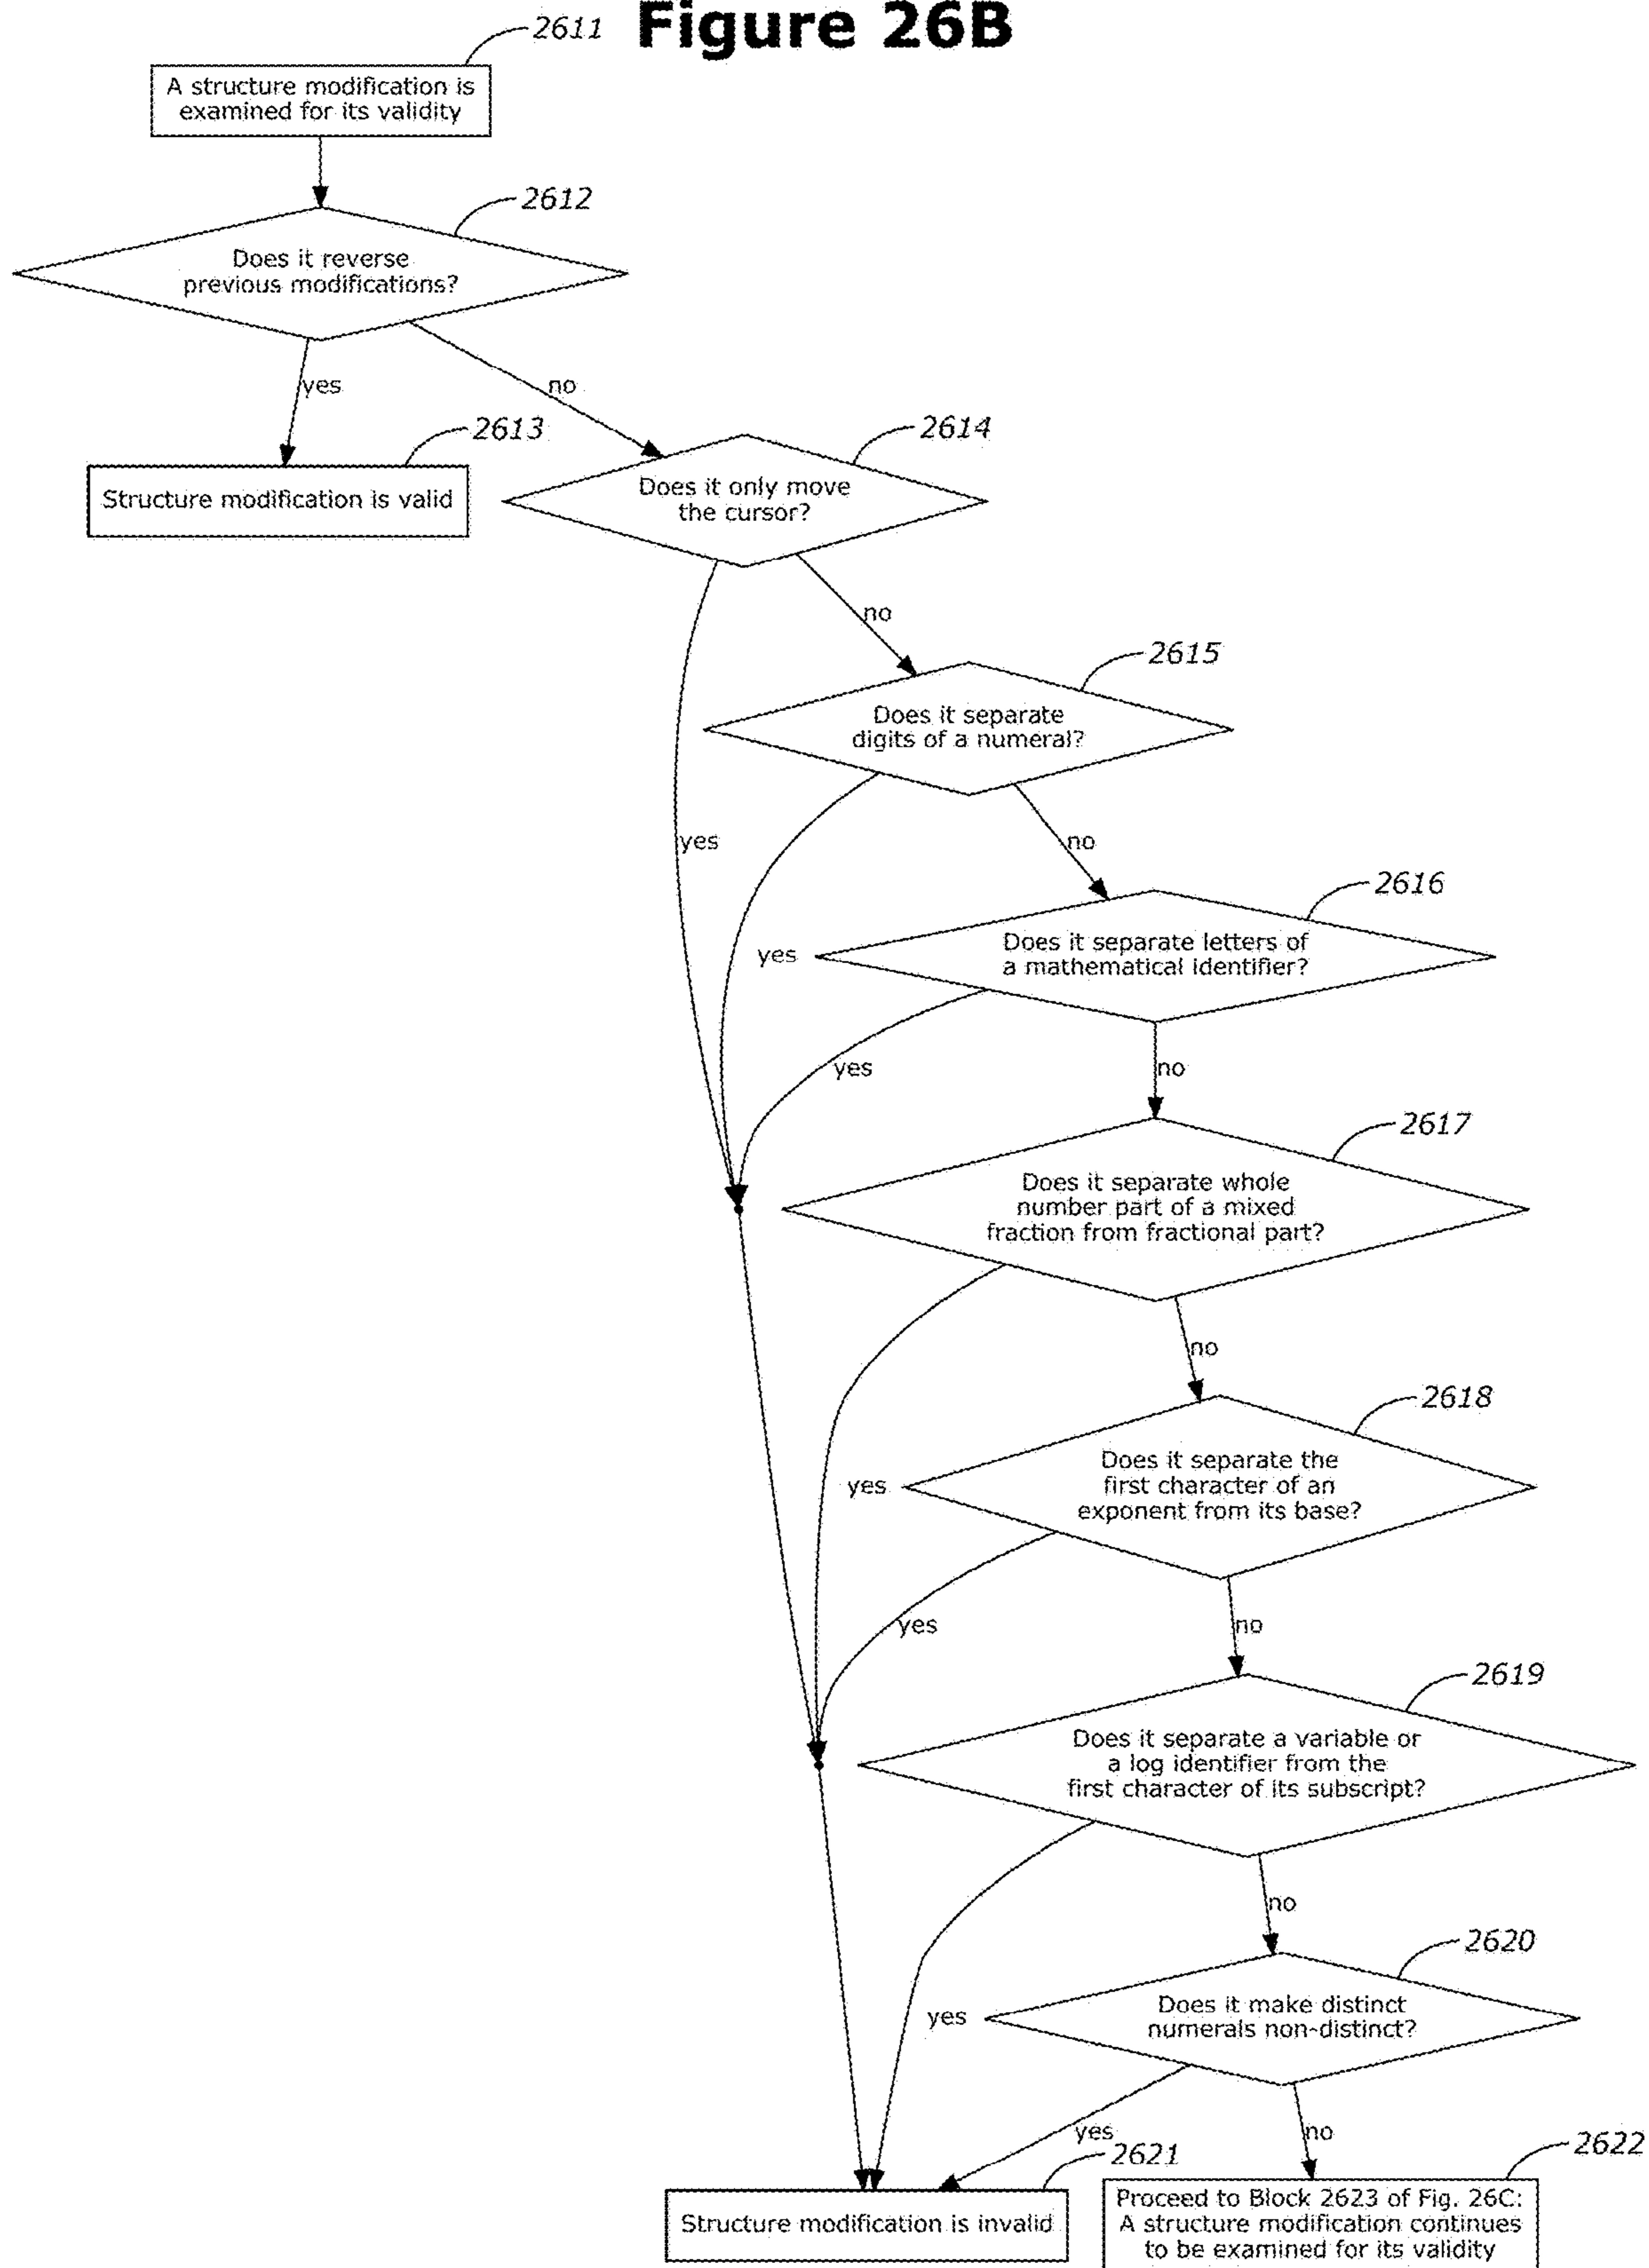 Figure 26B
2611
A structure modification is
examined for its validity
2612
Does it reverse
previous modifications?
yes
no
2613
Structure modification is valid
2614
Does it only move
the cursor?
no
2615
Does it separate
digits of a numeral?
yes
no
2616
Does it separate letters of
a mathematical identifier?
yes
yes
no
2617
Does it separate whole
number part of a mixed
fraction from fractional part?
no
2618
Does it separate the
first character of an
exponent from its base?
yes
yes
no
2619
Does it separate a variable or
a log identifier from the
first character of its subscript?
no
2620
Does it make distinct
numerals non-distinct?
yes
yes
no
2621
Structure modification is invalid
2622
Proceed to Block 2623 of Fig. 26C:
A structure modification continues
to be examined for its validity